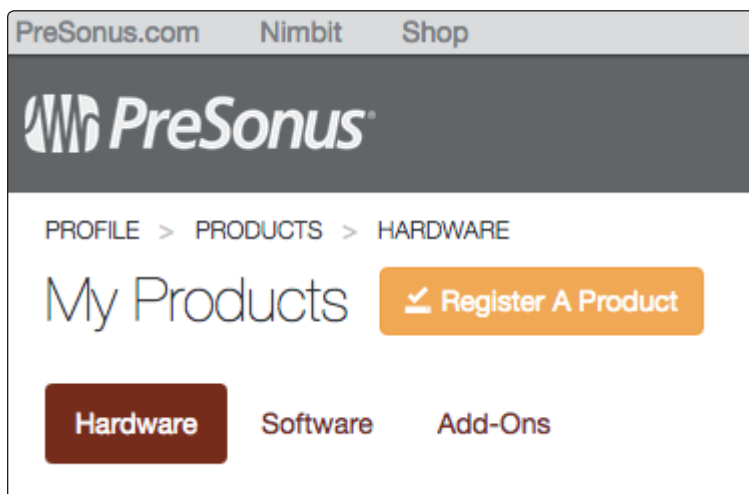 PreSonus.com Nimbit Shop
PreSonus®
PROFILE > PRODUCTS > HARDWARE
My Products Register A Product
Hardware Software Add-Ons